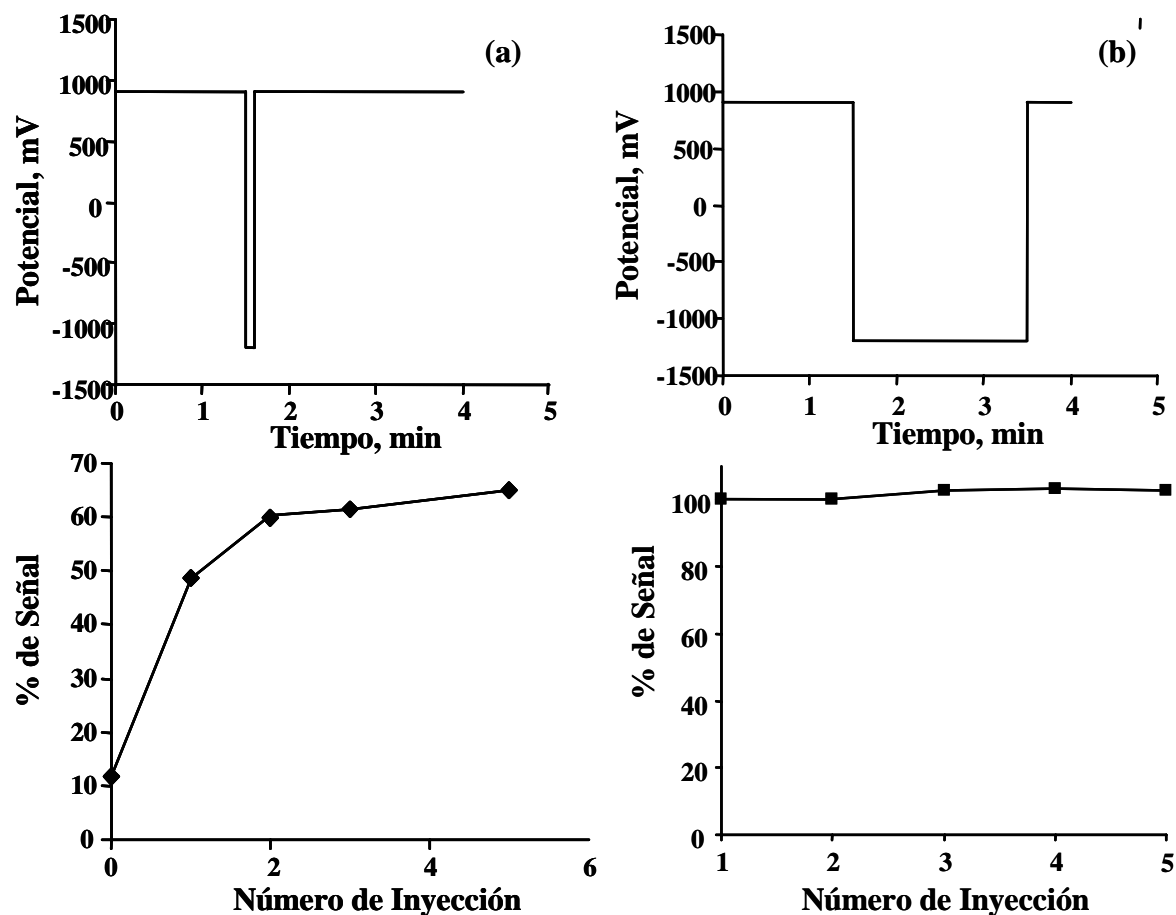 (a)
1500
1000
500
0
-500
-1000
-1500
Potencial, mV
0 1 2 3 4 5
Tiempo, min
(b)
1500
1000
500
0
-500
-1000
-1500
Potencial, mV
0 1 2 3 4 5
Tiempo, min
70
60
50
40
30
20
10
0
% de Señal
0 2 4 6
Número de Inyección
100
80
60
40
20
0
% de Señal
1 2 3 4 5
Número de Inyección